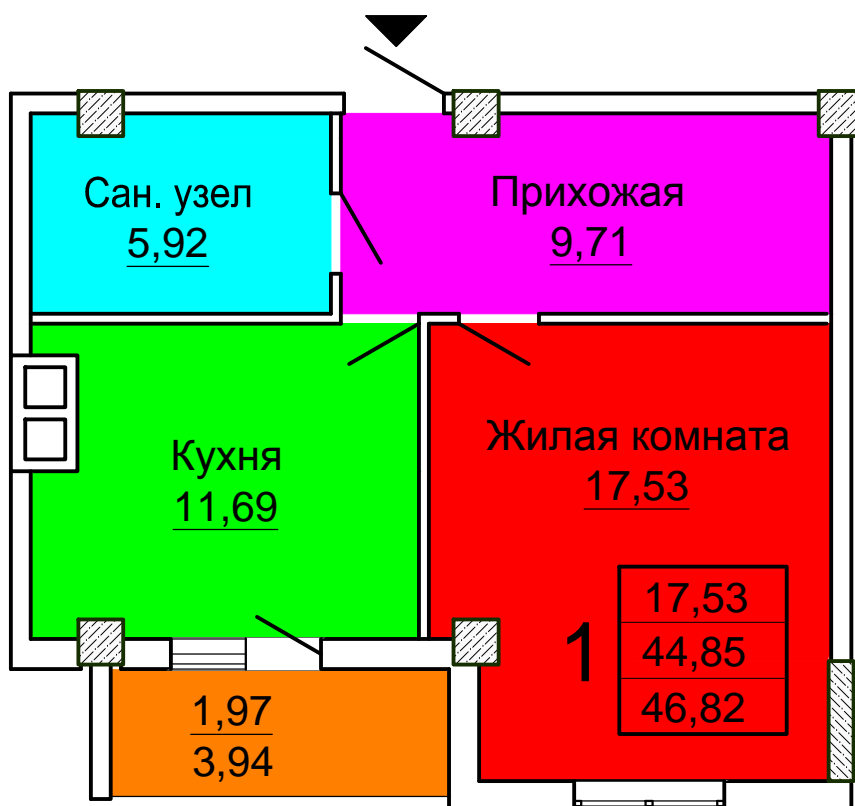 Сан. узел
5,92
Прихожая
9,71
Кухня
11,69
Жилая комната
17,53
1
17,53
44,85
46,82
1,97
3,94